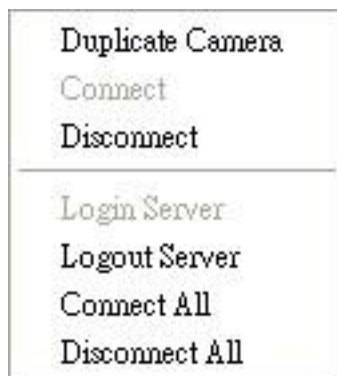 Duplicate Camera
Connect
Disconnect
Login Server
Logout Server
Connect All
Disconnect All